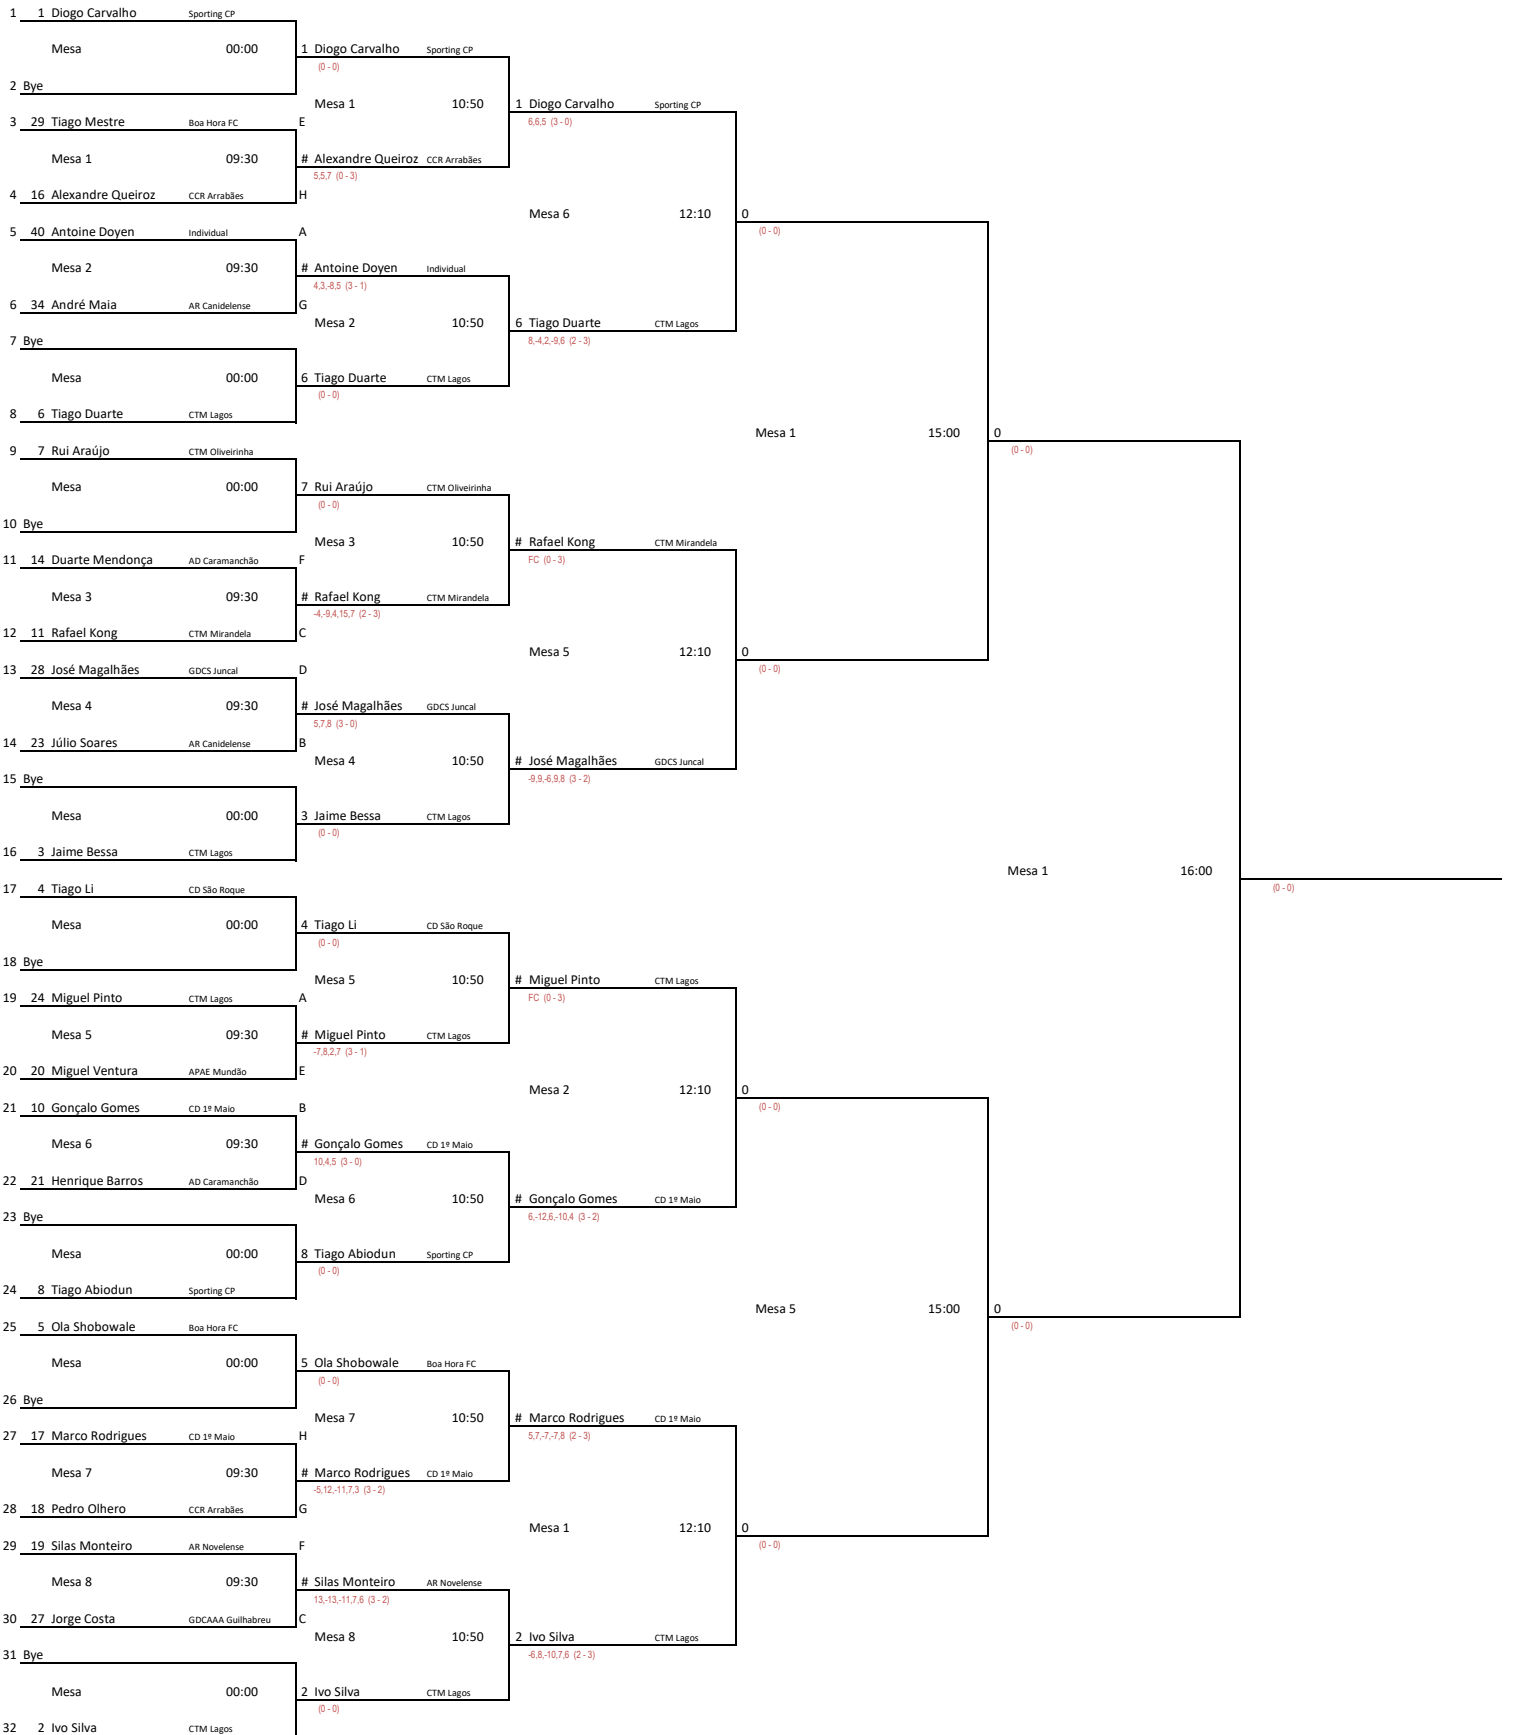 1 1 Diogo Carvalho Sporting CP
Mesa 00:00 1 Diogo Carvalho Sporting CP
(0 - 0)
2 Bye
Mesa 1 10:50 1 Diogo Carvalho Sporting CP
3 29 Tiago Mestre Boa Hora FC E 6,6,5 (3 - 0)
Mesa 1 09:30 # Alexandre Queiroz CCR Arrabães
5,5,7 (0 - 3)
4 16 Alexandre Queiroz CCR Arrabães H
Mesa 6 12:10 0
5 40 Antoine Doyen Individual A (0 - 0)
Mesa 2 09:30 # Antoine Doyen Individual
4,3,-8,5 (3 - 1)
6 34 André Maia AR Canidelense G
Mesa 2 10:50 6 Tiago Duarte CTM Lagos
7 Bye 8,-4,2,-9,6 (2 - 3)
Mesa 00:00 6 Tiago Duarte CTM Lagos
(0 - 0)
8 6 Tiago Duarte CTM Lagos
Mesa 1 15:00 0
9 7 Rui Araújo CTM Oliveirinha (0 - 0)
Mesa 00:00 7 Rui Araújo CTM Oliveirinha
(0 - 0)
10 Bye
Mesa 3 10:50 # Rafael Kong CTM Mirandela
11 14 Duarte Mendonça AD Caramanchão F FC (0 - 3)
Mesa 3 09:30 # Rafael Kong CTM Mirandela
-4,-9,4,15,7 (2 - 3)
12 11 Rafael Kong CTM Mirandela C
Mesa 5 12:10 0
13 28 José Magalhães GDCS Juncal D (0 - 0)
Mesa 4 09:30 # José Magalhães GDCS Juncal
5,7,8 (3 - 0)
14 23 Júlio Soares AR Canidelense B
Mesa 4 10:50 # José Magalhães GDCS Juncal
15 Bye -9,9,-6,9,8 (3 - 2)
Mesa 00:00 3 Jaime Bessa CTM Lagos
(0 - 0)
16 3 Jaime Bessa CTM Lagos
Mesa 1 16:00
17 4 Tiago Li CD São Roque (0 - 0)
Mesa 00:00 4 Tiago Li CD São Roque
(0 - 0)
18 Bye
Mesa 5 10:50 # Miguel Pinto CTM Lagos
19 24 Miguel Pinto CTM Lagos A FC (0 - 3)
Mesa 5 09:30 # Miguel Pinto CTM Lagos
-7,8,2,7 (3 - 1)
20 20 Miguel Ventura APAE Mundão E
Mesa 2 12:10 0
21 10 Gonçalo Gomes CD 1º Maio B (0 - 0)
Mesa 6 09:30 # Gonçalo Gomes CD 1º Maio
10,4,5 (3 - 0)
22 21 Henrique Barros AD Caramanchão D
Mesa 6 10:50 # Gonçalo Gomes CD 1º Maio
23 Bye 6,-12,6,-10,4 (3 - 2)
Mesa 00:00 8 Tiago Abiodun Sporting CP
(0 - 0)
24 8 Tiago Abiodun Sporting CP
Mesa 5 15:00 0
25 5 Ola Shobowale Boa Hora FC (0 - 0)
Mesa 00:00 5 Ola Shobowale Boa Hora FC
(0 - 0)
26 Bye
Mesa 7 10:50 # Marco Rodrigues CD 1º Maio
27 17 Marco Rodrigues CD 1º Maio H 5,7,-7,-7,8 (2 - 3)
Mesa 7 09:30 # Marco Rodrigues CD 1º Maio
-5,12,-11,7,3 (3 - 2)
28 18 Pedro Olhero CCR Arrabães G
Mesa 1 12:10 0
29 19 Silas Monteiro AR Novelense F (0 - 0)
Mesa 8 09:30 # Silas Monteiro AR Novelense
13,-13,-11,7,6 (3 - 2)
30 27 Jorge Costa GDCAAA Guilhabreu C
Mesa 8 10:50 2 Ivo Silva CTM Lagos
31 Bye -6,8,-10,7,6 (2 - 3)
Mesa 00:00 2 Ivo Silva CTM Lagos
(0 - 0)
32 2 Ivo Silva CTM Lagos